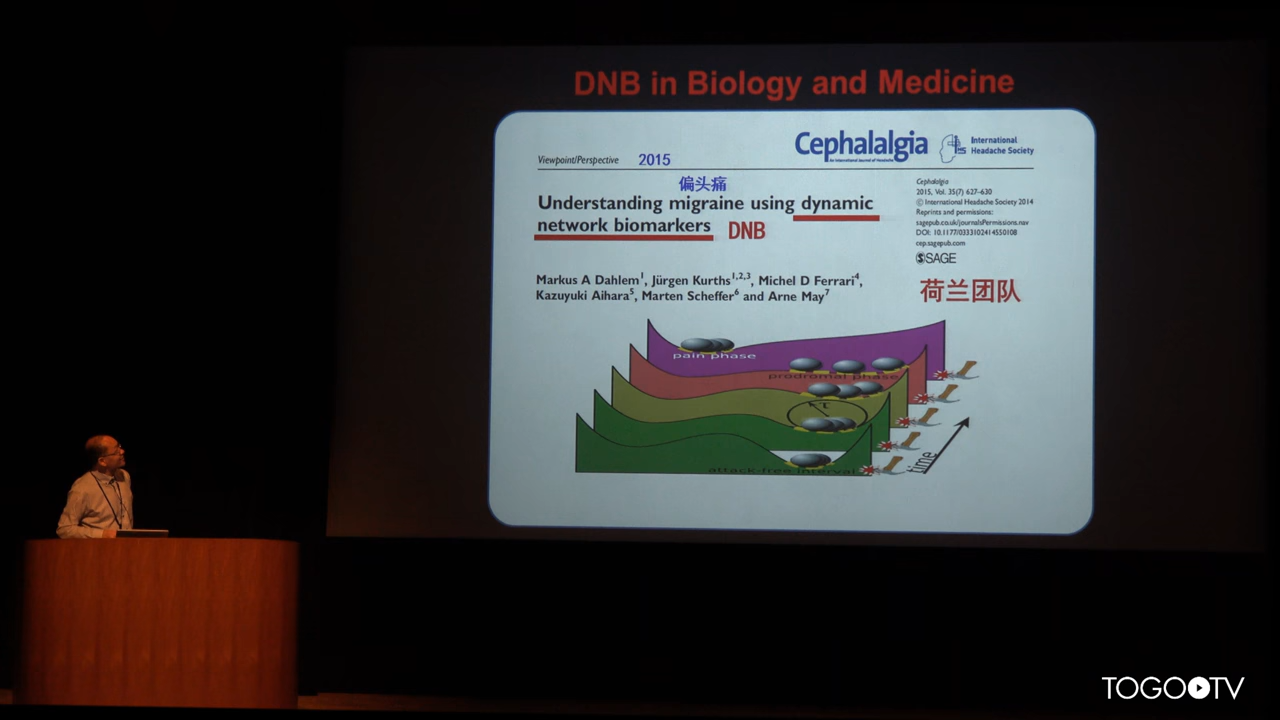 DNB in Biology and Medicine
Cephalalgia
An International Journal of Headache
International
Headache Society
Viewpoint/Perspective
2015
偏头痛
Understanding migraine using dynamic
network biomarkers
DNB
Cephalalgia
2015, Vol. 35(7) 627–630
© International Headache Society 2014
Reprints and permissions:
sagepub.co.uk/journalsPermissions.nav
DOI: 10.1177/0333102414550108
cep.sagepub.com
SAGE
Markus A Dahlem1, Jürgen Kurths1,2,3, Michel D Ferrari4,
Kazuyuki Aihara5, Marten Scheffer6 and Arne May7
荷兰团队
pain phase
prodromal phase
τ
attack-free interval
time
TOGO TV